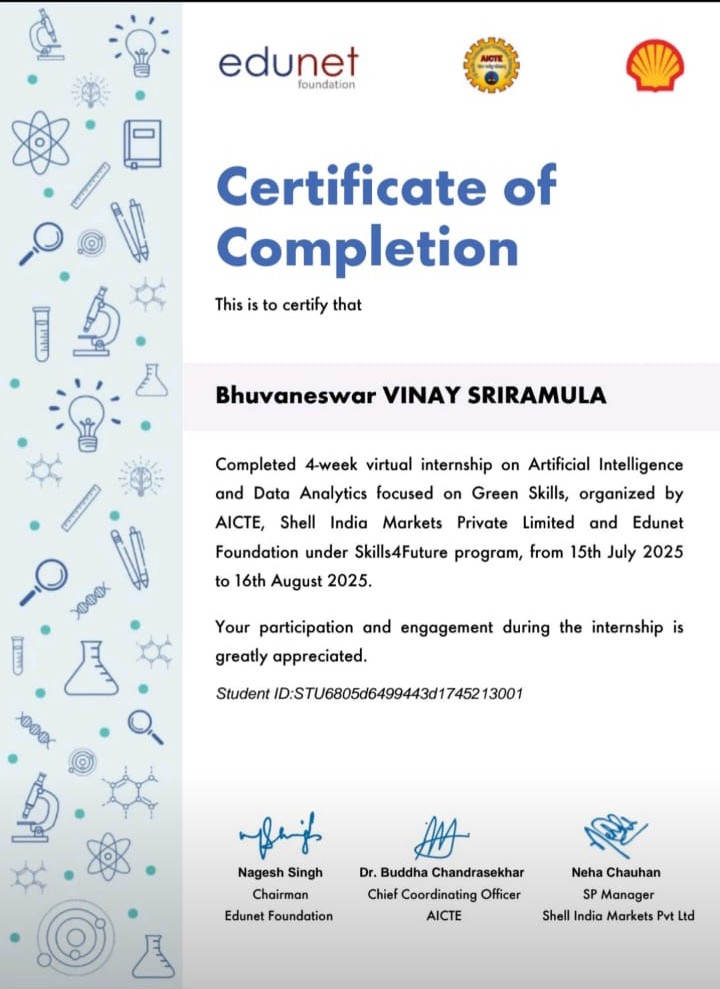 edunet
foundation
AICTE
Certificate of
Completion
This is to certify that
Bhuvaneswar VINAY SRIRAMULA
Completed 4-week virtual internship on Artificial Intelligence
and Data Analytics focused on Green Skills, organized by
AICTE, Shell India Markets Private Limited and Edunet
Foundation under Skills4Future program, from 15th July 2025
to 16th August 2025.
Your participation and engagement during the internship is
greatly appreciated.
Student ID:STU6805d6499443d1745213001
Nagesh Singh
Chairman
Edunet Foundation
Dr. Buddha Chandrasekhar
Chief Coordinating Officer
AICTE
Neha Chauhan
SP Manager
Shell India Markets Pvt Ltd